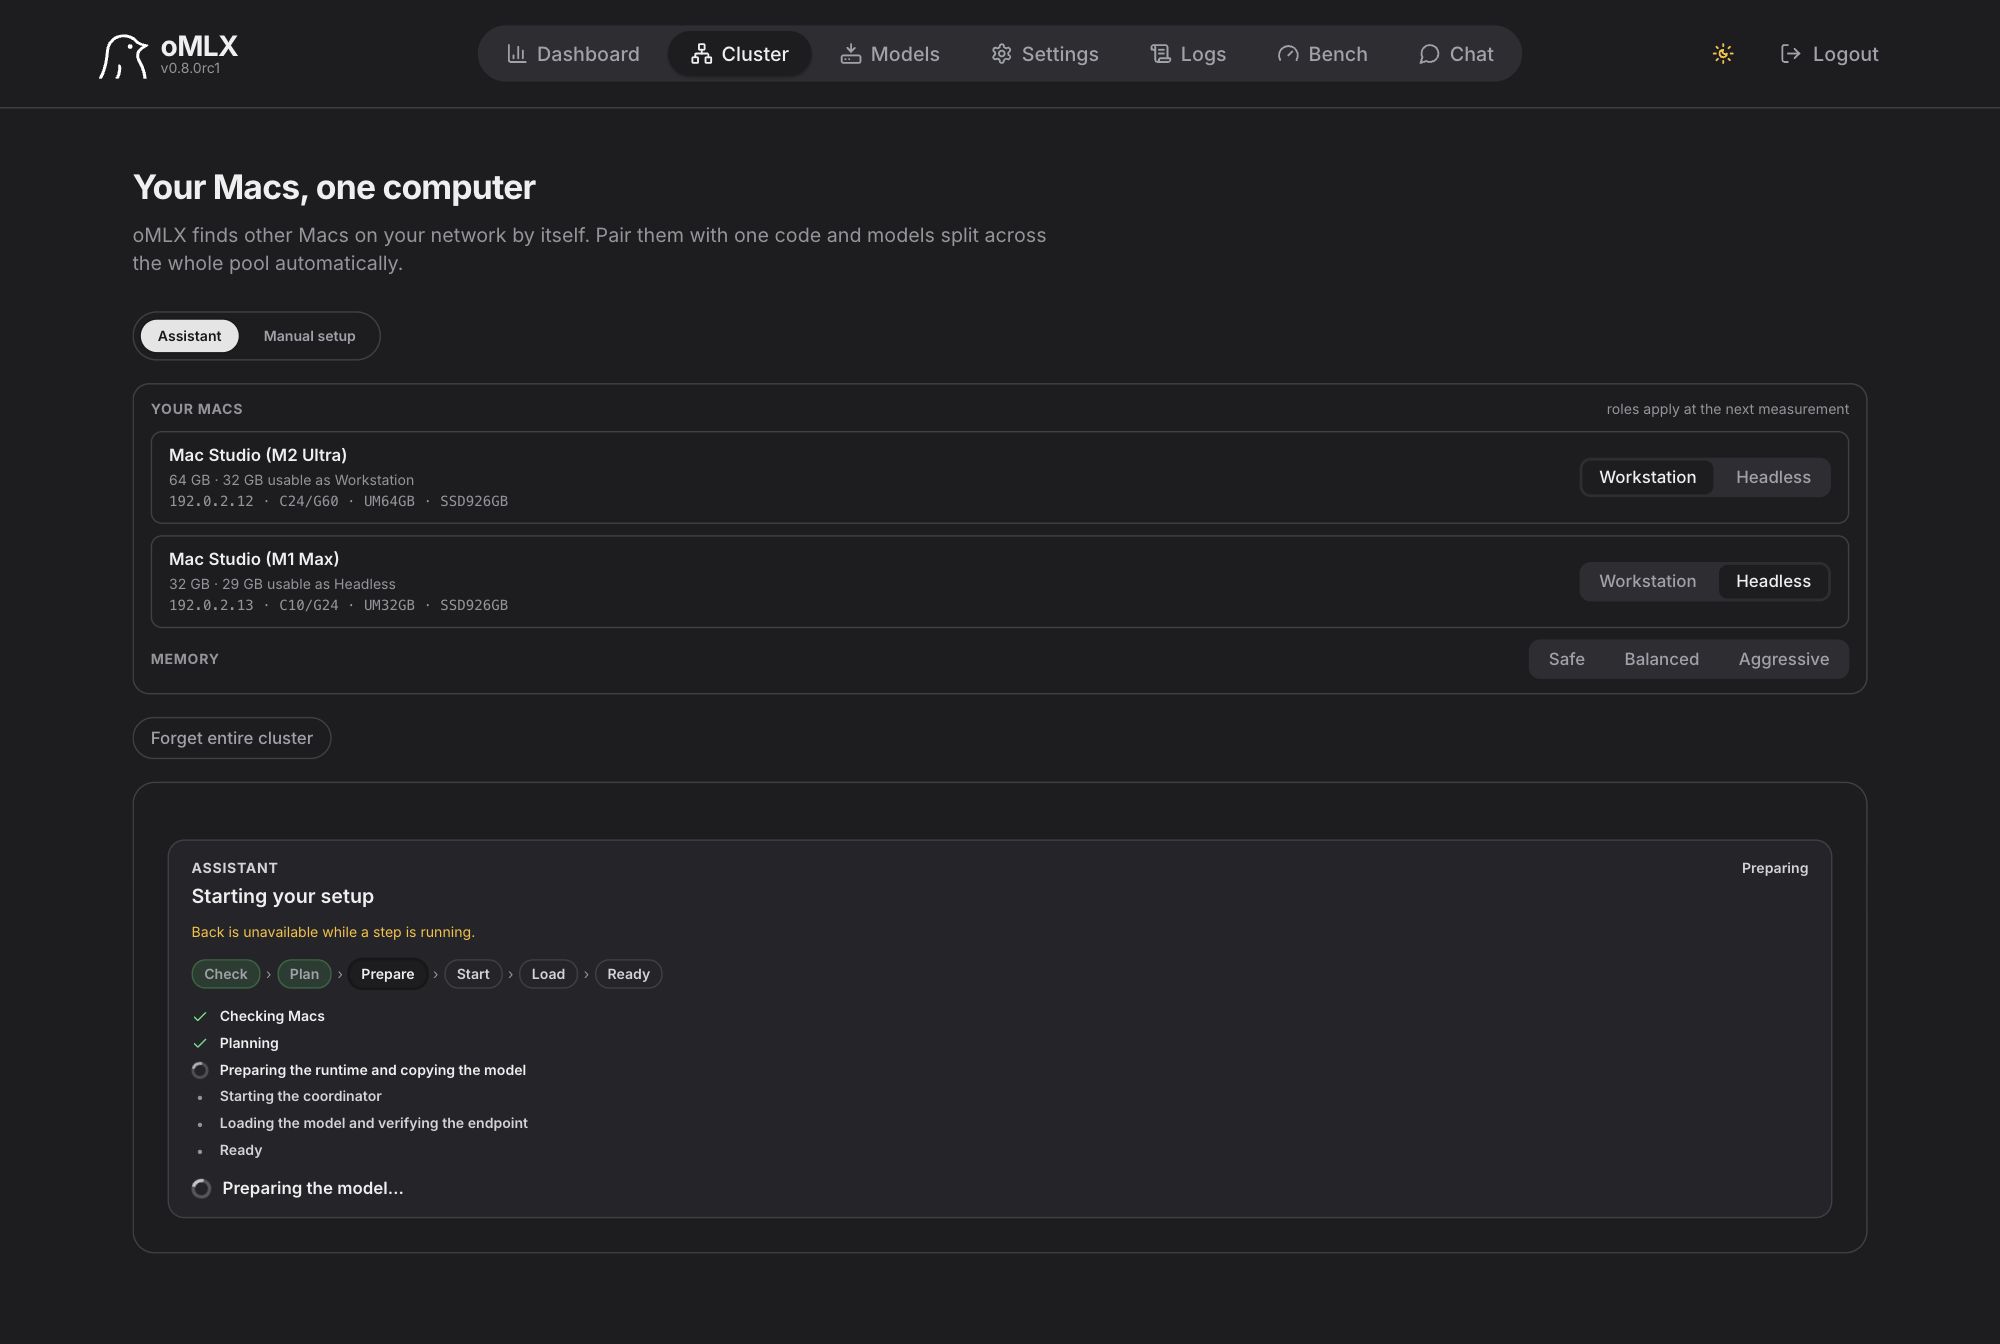 oMLX
v0.8.0rc1
Dashboard
Cluster
Models
Settings
Logs
Bench
Chat
Logout
Your Macs, one computer
oMLX finds other Macs on your network by itself. Pair them with one code and models split across
the whole pool automatically.
Assistant
Manual setup
YOUR MACS
roles apply at the next measurement
Mac Studio (M2 Ultra)
64 GB · 32 GB usable as Workstation
192.0.2.12 · C24/G60 · UM64GB · SSD926GB
Workstation
Headless
Mac Studio (M1 Max)
32 GB · 29 GB usable as Headless
192.0.2.13 · C10/G24 · UM32GB · SSD926GB
Workstation
Headless
MEMORY
Safe
Balanced
Aggressive
Forget entire cluster
ASSISTANT
Preparing
Starting your setup
Back is unavailable while a step is running.
Check › Plan › Prepare › Start › Load › Ready
Checking Macs
Planning
Preparing the runtime and copying the model
Starting the coordinator
Loading the model and verifying the endpoint
Ready
Preparing the model...